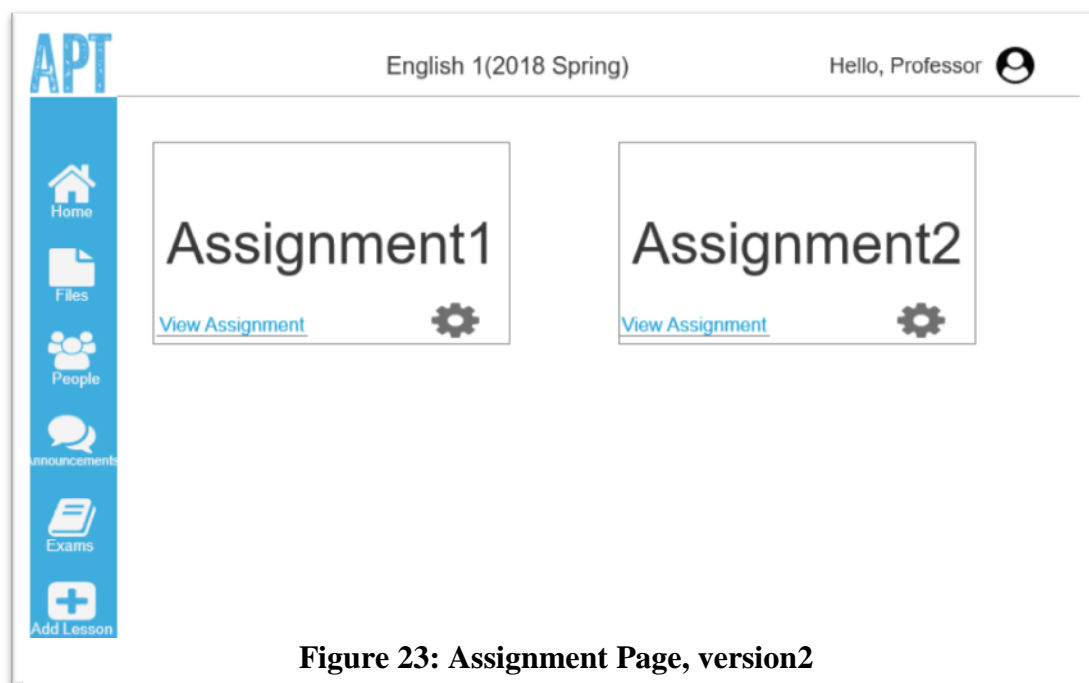 APT
English 1(2018 Spring)
Hello, Professor
Home
Files
People
Announcements
Exams
Add Lesson
Assignment1
View Assignment
Assignment2
View Assignment
Figure 23: Assignment Page, version2